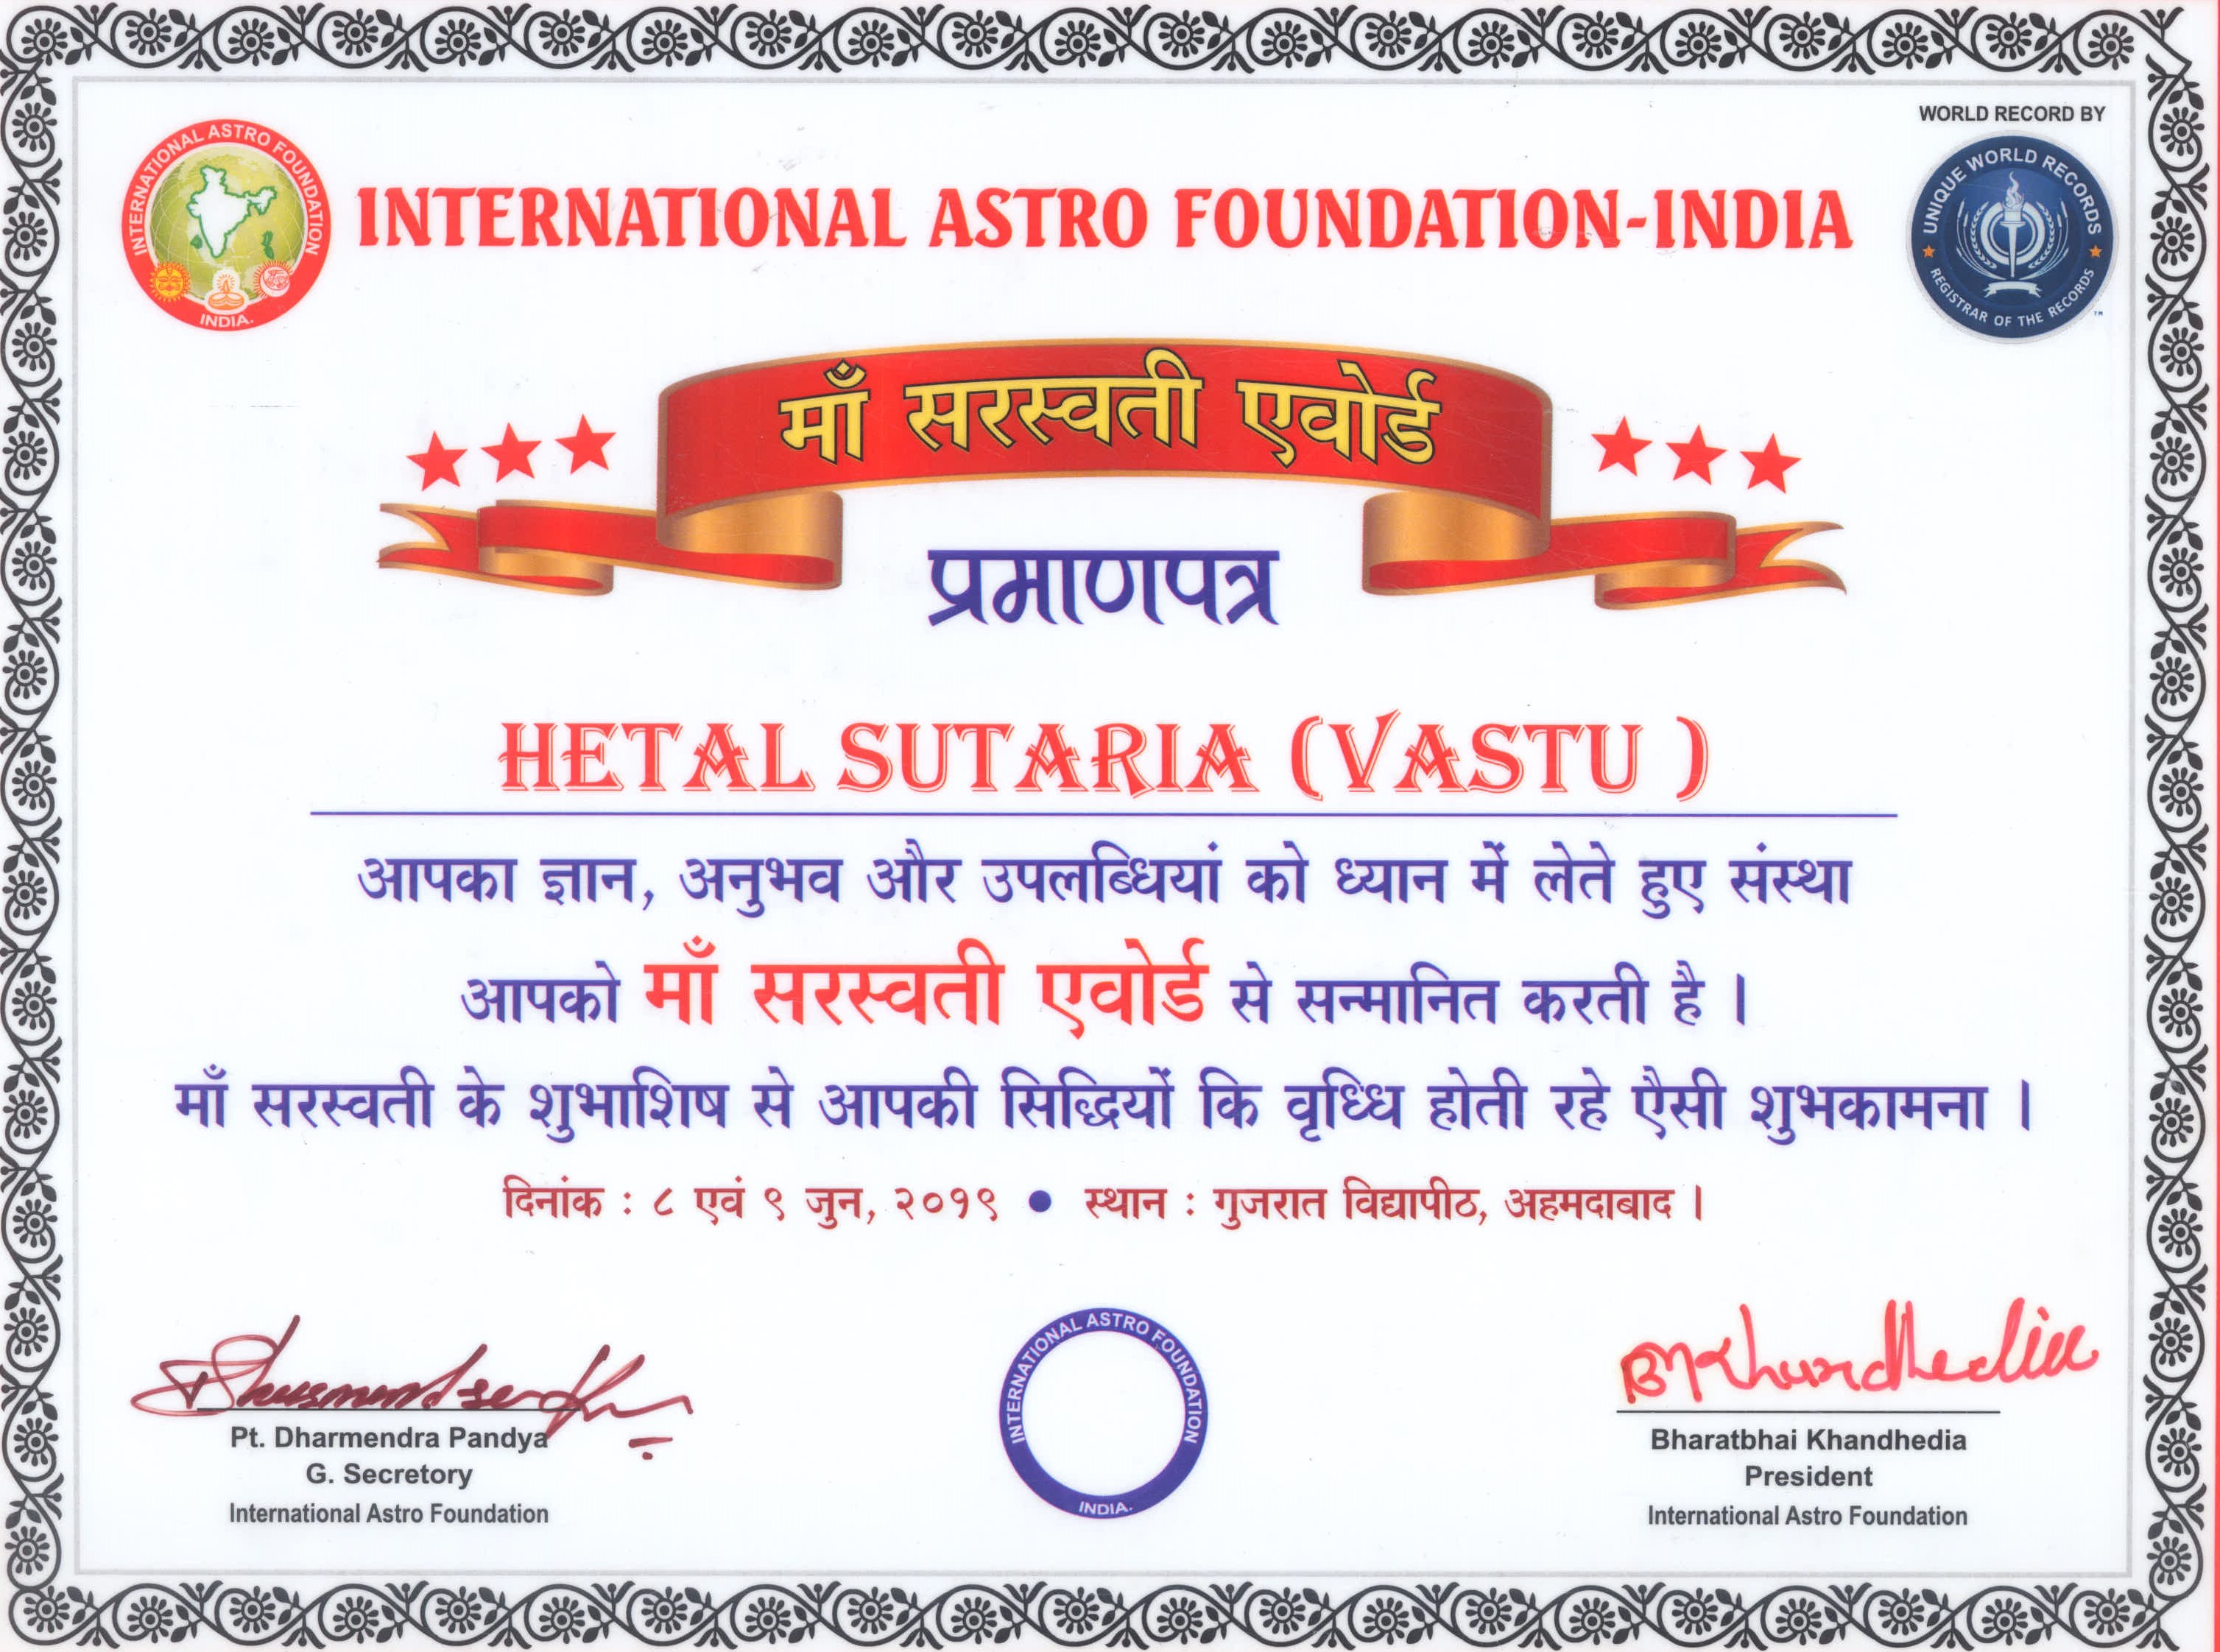 WORLD RECORD BY
INTERNATIONAL ASTRO FOUNDATION
INDIA.
INTERNATIONAL ASTRO FOUNDATION-INDIA
UNIQUE WORLD RECORDS
REGISTRAR OF THE RECORDS
TM
माँ सरस्वती एवोर्ड
प्रमाणपत्र
HETAL SUTARIA (VASTU )
आपका ज्ञान, अनुभव और उपलब्धियां को ध्यान में लेते हुए संस्था
आपको माँ सरस्वती एवोर्ड से सन्मानित करती है ।
माँ सरस्वती के शुभाशिष से आपकी सिद्धियों कि वृध्धि होती रहे एैसी शुभकामना ।
दिनांक : ८ एवं ९ जुन, २०१९ • स्थान : गुजरात विद्यापीठ, अहमदाबाद ।
INTERNATIONAL ASTRO FOUNDATION
INDIA.
BMKhandhedia
Pt. Dharmendra Pandya
G. Secretory
International Astro Foundation
Bharatbhai Khandhedia
President
International Astro Foundation